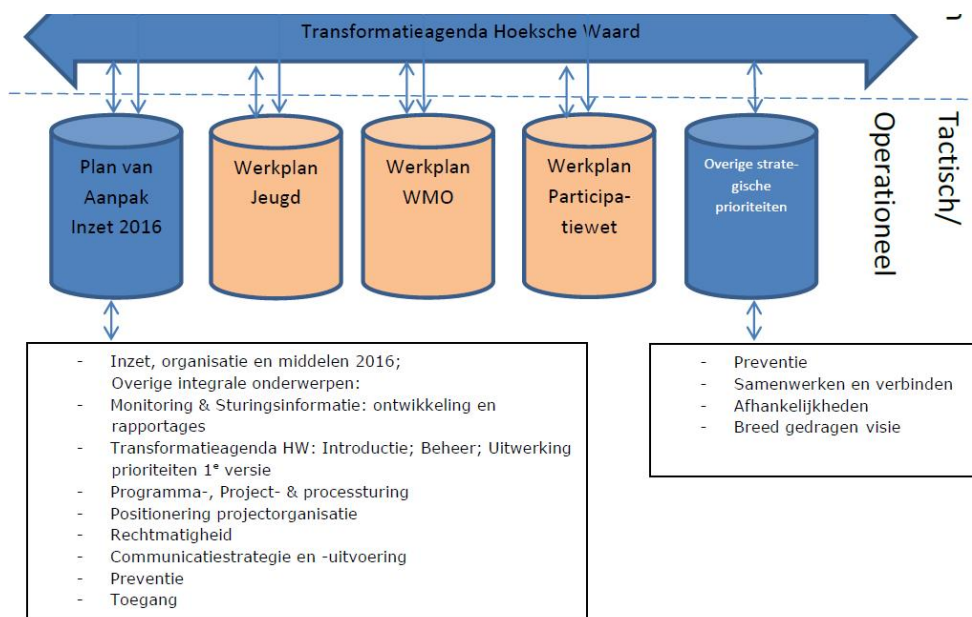 Transformatieagenda Hoeksche Waard
Plan van
Aanpak
Inzet 2016
Werkplan
Jeugd
Werkplan
WMO
Werkplan
Participa-
tiewet
Overige strate-
gische
prioriteiten
Tactisch/
Operationeel
- Inzet, organisatie en middelen 2016;
Overige integrale onderwerpen:
- Monitoring & Sturingsinformatie: ontwikkeling en
rapportages
- Transformatieagenda HW: Introductie; Beheer; Uitwerking
prioriteiten 1e versie
- Programma-, Project- & processturing
- Positionering projectorganisatie
- Rechtmatigheid
- Communicatiestrategie en -uitvoering
- Preventie
- Toegang
- Preventie
- Samenwerken en verbinden
- Afhankelijkheden
- Breed gedragen visie